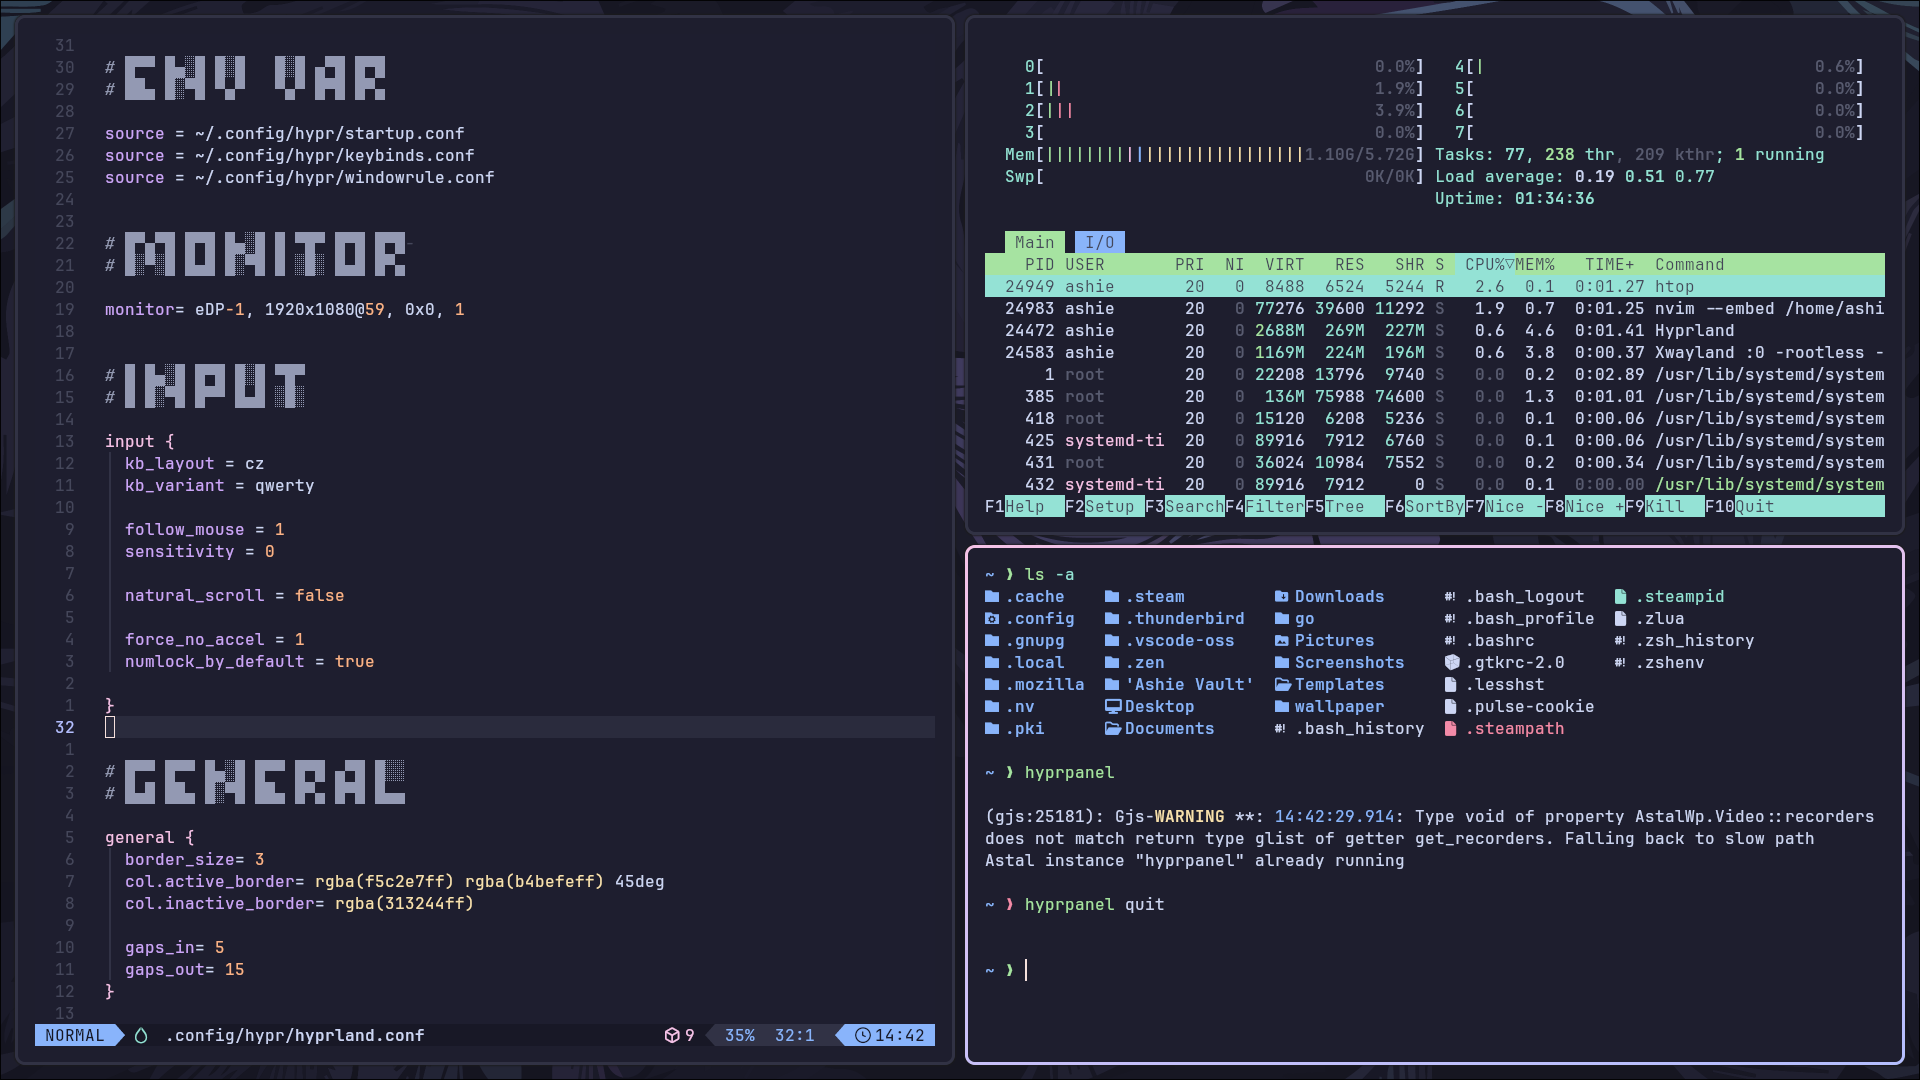 31
30 # ENV VAR
29 #
28
27 source = ~/.config/hypr/startup.conf
26 source = ~/.config/hypr/keybinds.conf
25 source = ~/.config/hypr/windowrule.conf
24
23
22 # MONITOR-
21 #
20
19 monitor= eDP-1, 1920x1080@59, 0x0, 1
18
17
16 # INPUT
15 #
14
13 input {
12 kb_layout = cz
11 kb_variant = qwerty
10
9 follow_mouse = 1
8 sensitivity = 0
7
6 natural_scroll = false
5
4 force_no_accel = 1
3 numlock_by_default = true
2
1 }
32
1
2 # GENERAL
3 #
4
5 general {
6 border_size= 3
7 col.active_border= rgba(f5c2e7ff) rgba(b4befeff) 45deg
8 col.inactive_border= rgba(313244ff)
9
10 gaps_in= 5
11 gaps_out= 15
12 }
13
NORMAL .config/hypr/hyprland.conf 9 35% 32:1 14:42
0[ 0.0%] 4[| 0.6%]
1[|| 1.9%] 5[ 0.0%]
2[||| 3.9%] 6[ 0.0%]
3[ 0.0%] 7[ 0.0%]
Mem[||||||||||||||||||||||||||1.10G/5.72G] Tasks: 77, 238 thr, 209 kthr; 1 running
Swp[ 0K/0K] Load average: 0.19 0.51 0.77
Uptime: 01:34:36
Main I/O
PID USER PRI NI VIRT RES SHR S CPU%▽MEM% TIME+ Command
24949 ashie 20 0 8488 6524 5244 R 2.6 0.1 0:01.27 htop
24983 ashie 20 0 77276 39600 11292 S 1.9 0.7 0:01.25 nvim --embed /home/ashi
24472 ashie 20 0 2688M 269M 227M S 0.6 4.6 0:01.41 Hyprland
24583 ashie 20 0 1169M 224M 196M S 0.6 3.8 0:00.37 Xwayland :0 -rootless -
1 root 20 0 22208 13796 9740 S 0.0 0.2 0:02.89 /usr/lib/systemd/system
385 root 20 0 136M 75988 74600 S 0.0 1.3 0:01.01 /usr/lib/systemd/system
418 root 20 0 15120 6208 5236 S 0.0 0.1 0:00.06 /usr/lib/systemd/system
425 systemd-ti 20 0 89916 7912 6760 S 0.0 0.1 0:00.06 /usr/lib/systemd/system
431 root 20 0 36024 10984 7552 S 0.0 0.2 0:00.34 /usr/lib/systemd/system
432 systemd-ti 20 0 89916 7912 0 S 0.0 0.1 0:00.00 /usr/lib/systemd/system
F1Help F2Setup F3SearchF4FilterF5Tree F6SortByF7Nice -F8Nice +F9Kill F10Quit
~ ❯ ls -a
.cache .steam Downloads .bash_logout .steampid
.config .thunderbird go .bash_profile .zlua
.gnupg .vscode-oss Pictures .bashrc .zsh_history
.local .zen Screenshots .gtkrc-2.0 .zshenv
.mozilla 'Ashie Vault' Templates .lesshst
.nv Desktop wallpaper .pulse-cookie
.pki Documents .bash_history .steampath
~ ❯ hyprpanel
(gjs:25181): Gjs-WARNING **: 14:42:29.914: Type void of property AstalWp.Video::recorders
does not match return type glist of getter get_recorders. Falling back to slow path
Astal instance "hyprpanel" already running
~ ❯ hyprpanel quit
~ ❯